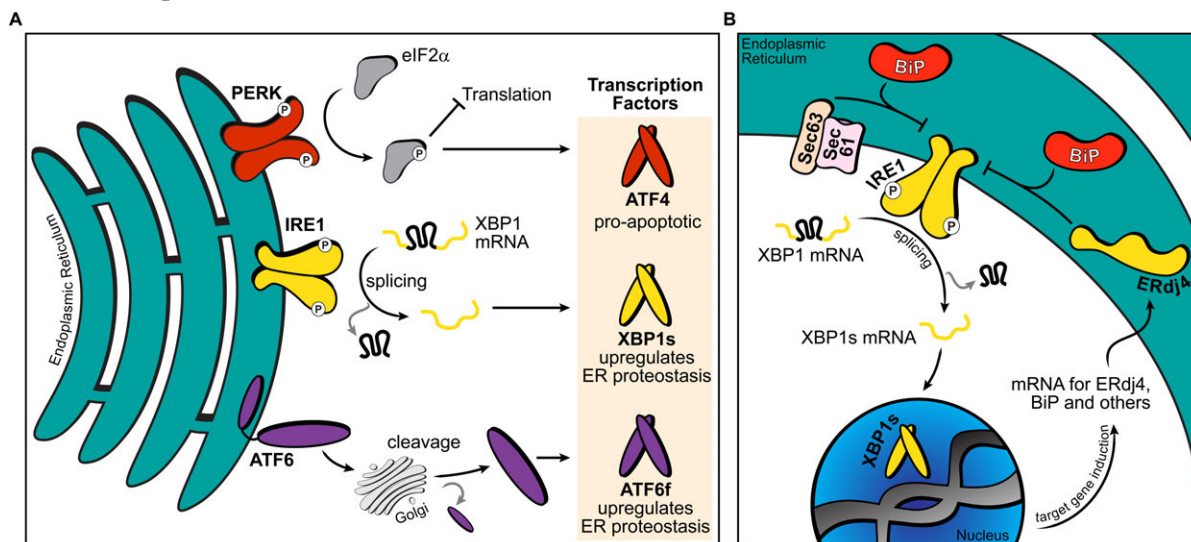 A
eIF2α
PERK
P
P
P
Translation
Transcription
Factors
ATF4
pro-apoptotic
Endoplasmic Reticulum
IRE1
P
P
XBP1
mRNA
splicing
XBP1s
upregulates
ER proteostasis
ATF6
cleavage
Golgi
ATF6f
upregulates
ER proteostasis
B
Endoplasmic
Reticulum
BiP
Sec63
Sec
61
IRE1
P
P
BiP
XBP1 mRNA
splicing
ERdj4
XBP1s mRNA
mRNA for ERdj4,
BiP and others
XBP1s
target gene induction
Nucleus